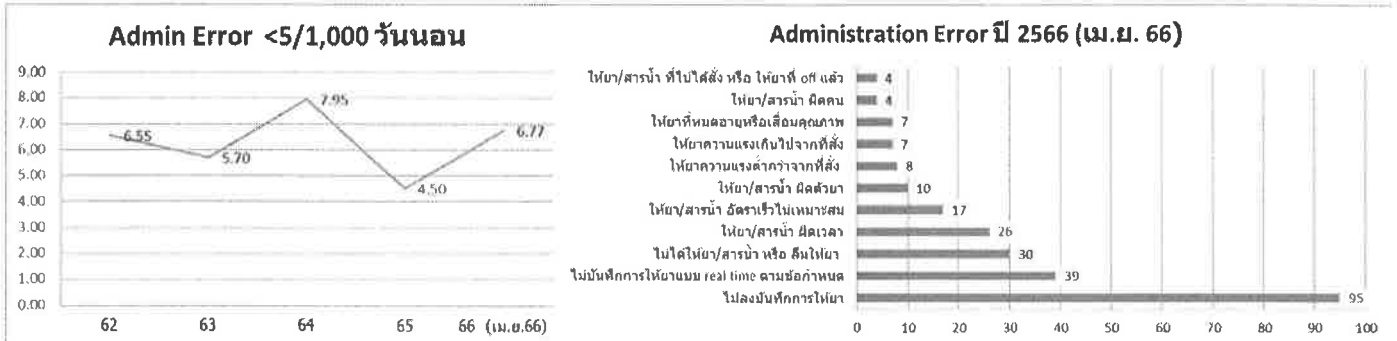 Admin Error <5/1,000 วันนอน
9.00
8.00
7.00
6.00
5.00
4.00
3.00
2.00
1.00
0.00
6.55
5.70
7.95
4.50
6.77
62 63 64 65 66 (เม.ย.66)
Administration Error ปี 2566 (เม.ย. 66)
ให้ยา/สารน้ำ ที่ไม่ได้สั่ง หรือ ให้ยาที่ off แล้ว 4
ให้ยา/สารน้ำ ผิดคน 4
ให้ยาที่หมดอายุหรือเสื่อมคุณภาพ 7
ให้ยาความแรงเกินไปจากที่สั่ง 7
ให้ยาความแรงต่ำกว่าจากที่สั่ง 8
ให้ยา/สารน้ำ ผิดตัวยา 10
ให้ยา/สารน้ำ อัตราเร็วไม่เหมาะสม 17
ให้ยา/สารน้ำ ผิดเวลา 26
ไม่ได้ให้ยา/สารน้ำ หรือ ลืมให้ยา 30
ไม่บันทึกการให้ยาแบบ real time ตามข้อกำหนด 39
ไม่ลงบันทึกการให้ยา 95
0 10 20 30 40 50 60 70 80 90 100